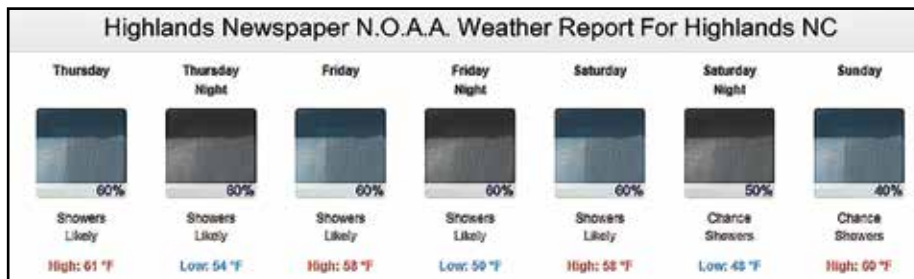 Highlands Newspaper N.O.A.A. Weather Report For Highlands NC
Thursday
60%
Showers
Likely
High: 61 °F
Thursday
Night
60%
Showers
Likely
Low: 54 °F
Friday
60%
Showers
Likely
High: 58 °F
Friday
Night
60%
Showers
Likely
Low: 50 °F
Saturday
60%
Showers
Likely
High: 58 °F
Saturday
Night
50%
Chance
Showers
Low: 48 °F
Sunday
40%
Chance
Showers
High: 60 °F